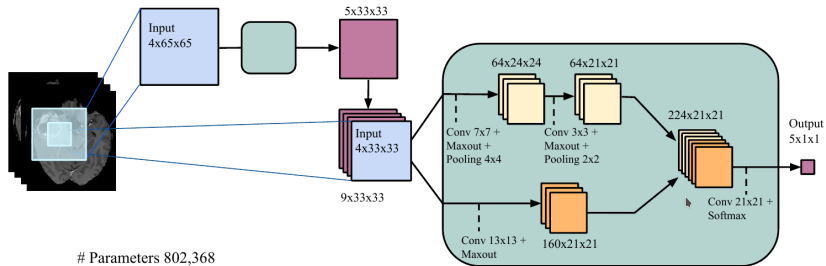 Input
4x65x65
5x33x33
Input
4x33x33
9x33x33
64x24x24
64x21x21
Conv 7x7 +
Maxout +
Pooling 4x4
Conv 3x3 +
Maxout +
Pooling 2x2
224x21x21
Conv 13x13 +
Maxout
160x21x21
Conv 21x21 +
Softmax
Output
5x1x1
# Parameters 802,368